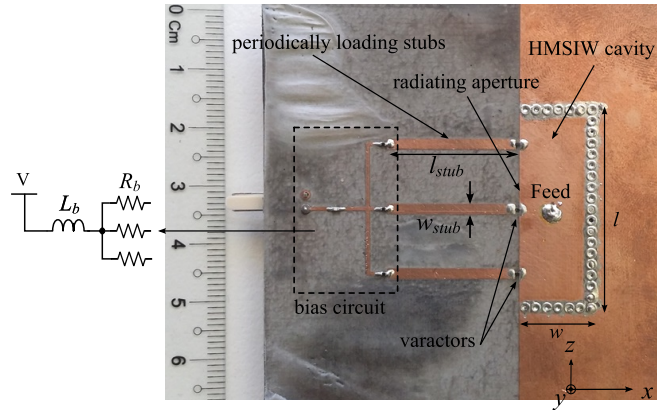 0 Cm
1
2
3
4
5
6
periodically loading stubs
HMSIW cavity
radiating aperture
l_stub
Feed
w_stub
l
V
L_b
R_b
bias circuit
varactors
w
z
y
x